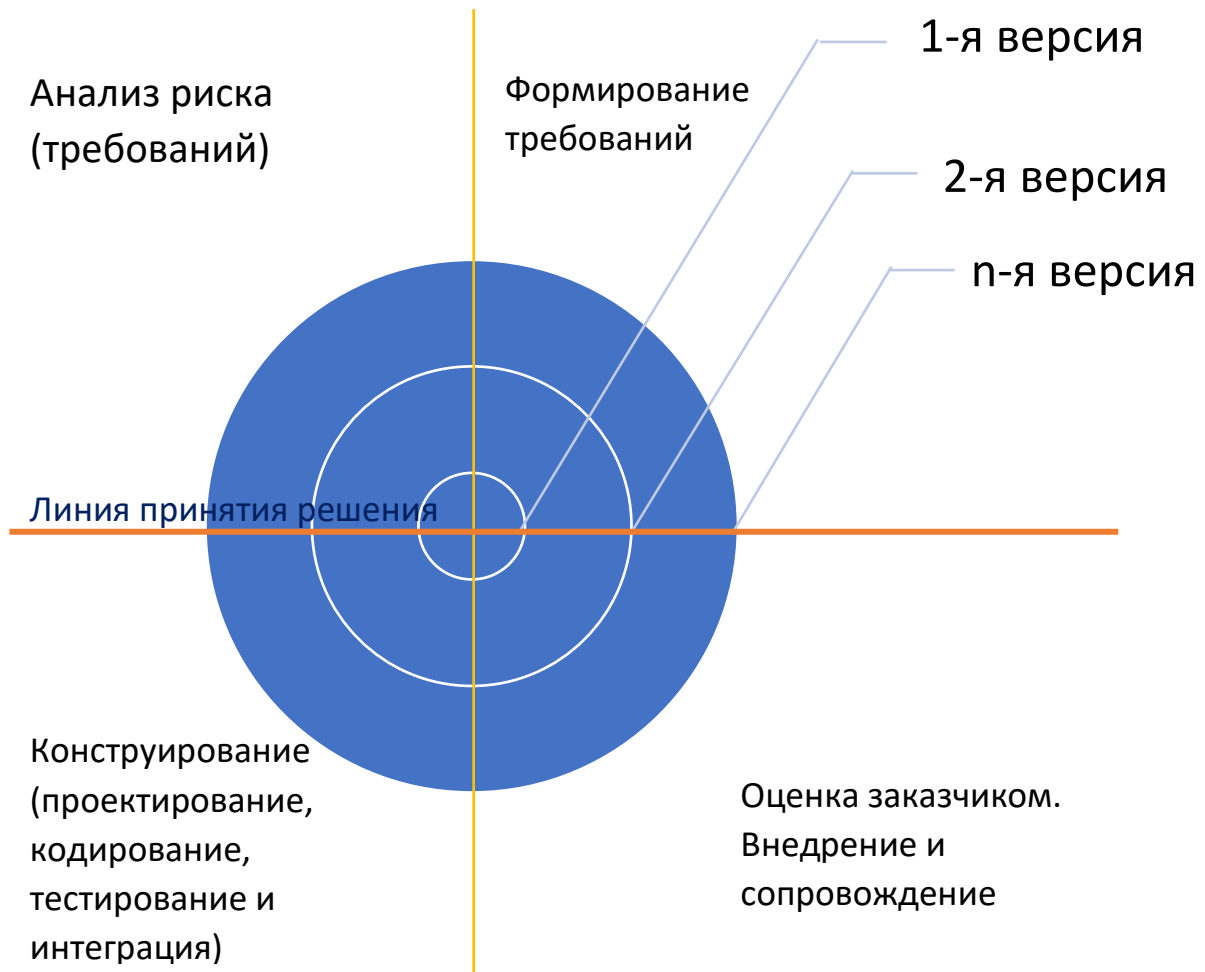 1-я версия
Анализ риска
(требований)
Формирование
требований
2-я версия
n-я версия
Линия принятия решения
Конструирование
(проектирование,
кодирование,
тестирование и
интеграция)
Оценка заказчиком.
Внедрение и
сопровождение